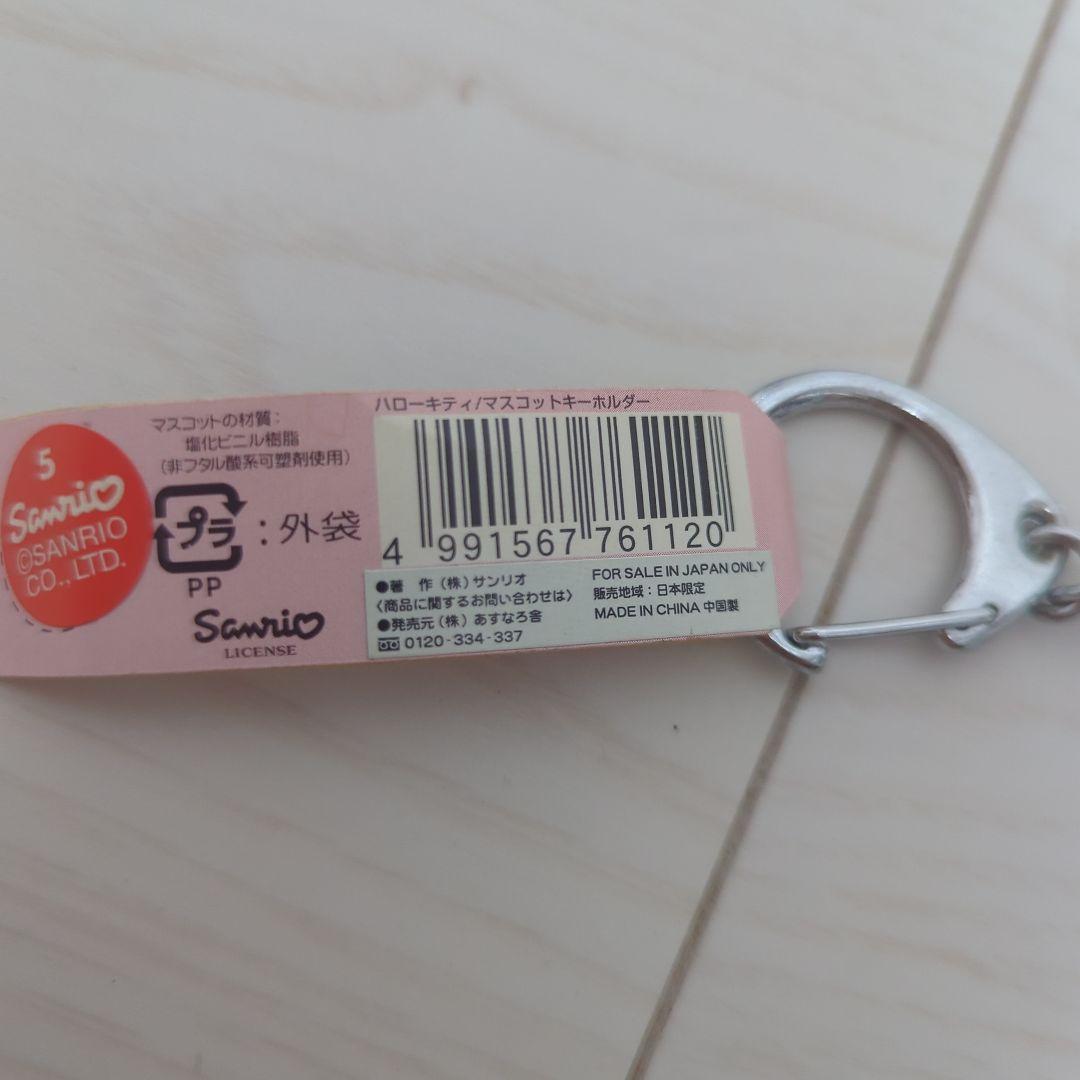 ハローキティ/マスコットキーホルダー
マスコットの材質:
塩化ビニル樹脂
(非フタル酸系可塑剤使用)
5
Sanrio
©SANRIO
CO., LTD.
プラ
:外袋
PP
Sanrio
LICENSE
4 991567 761120
●著 作(株)サンリオ
〈商品に関するお問い合わせは〉
●発売元(株)あすなろ舎
0120-334-337
FOR SALE IN JAPAN ONLY
販売地域:日本限定
MADE IN CHINA 中国製